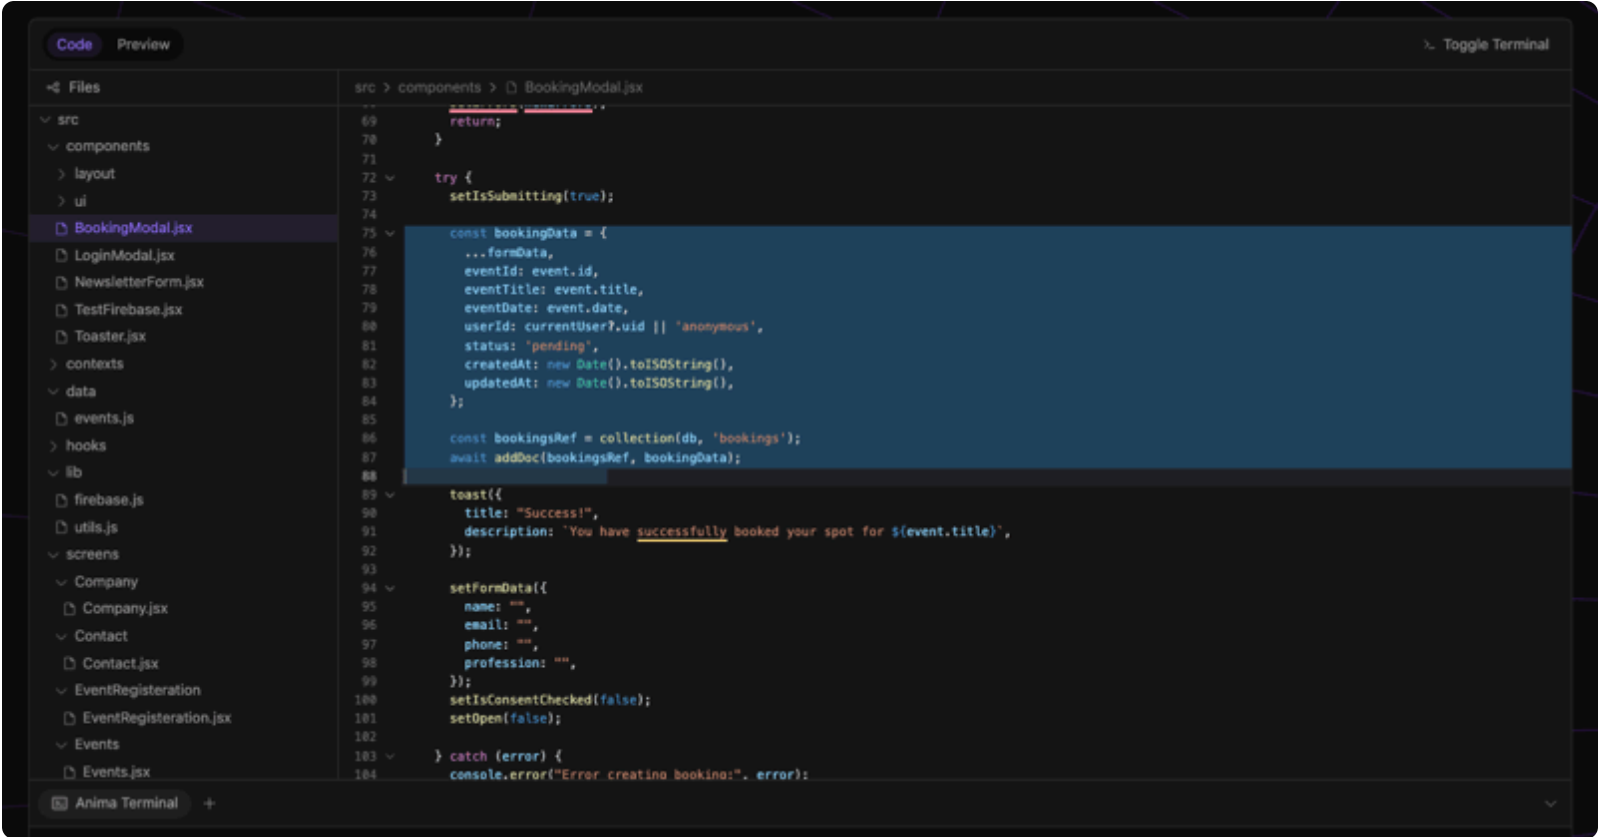 Code Preview
Toggle Terminal
Files
src
components
layout
ui
BookingModal.jsx
LoginModal.jsx
NewsletterForm.jsx
TestFirebase.jsx
Toaster.jsx
contexts
data
events.js
hooks
lib
firebase.js
utils.js
screens
Company
Company.jsx
Contact
Contact.jsx
EventRegisteration
EventRegisteration.jsx
Events
Events.jsx
src > components > BookingModal.jsx
69 return;
70 }
71
72 try {
73 setIsSubmitting(true);
74
75 const bookingData = {
76 ...formData,
77 eventId: event.id,
78 eventTitle: event.title,
79 eventDate: event.date,
80 userId: currentUser?.uid || 'anonymous',
81 status: 'pending',
82 createdAt: new Date().toISOString(),
83 updatedAt: new Date().toISOString(),
84 };
85
86 const bookingsRef = collection(db, 'bookings');
87 await addDoc(bookingsRef, bookingData);
88
89 toast({
90 title: "Success!",
91 description: `You have successfully booked your spot for ${event.title}`,
92 });
93
94 setFormData({
95 name: "",
96 email: "",
97 phone: "",
98 profession: "",
99 });
100 setIsConsentChecked(false);
101 setOpen(false);
102
103 } catch (error) {
104 console.error("Error creating booking:", error);
Anima Terminal +